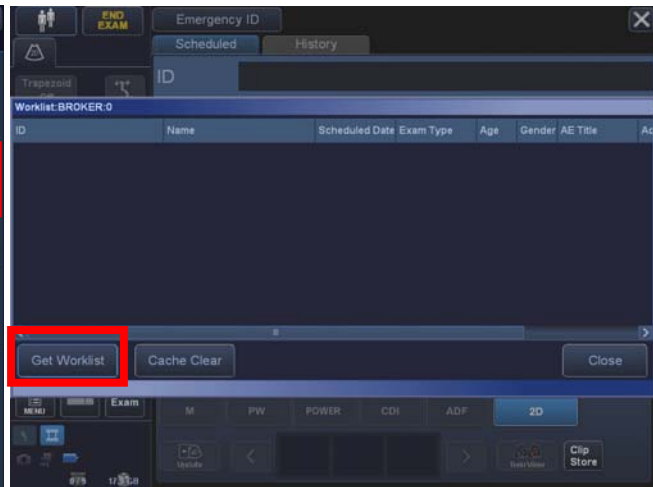 END
EXAM
Emergency ID
Scheduled
History
Trapezoid
ID
Worklist:BROKER:0
ID Name Scheduled Date Exam Type Age Gender AE Title Ac
Get Worklist
Cache Clear
Close
MENU
Exam
M PW POWER CDI ADF 2D
Update
Clip
Store